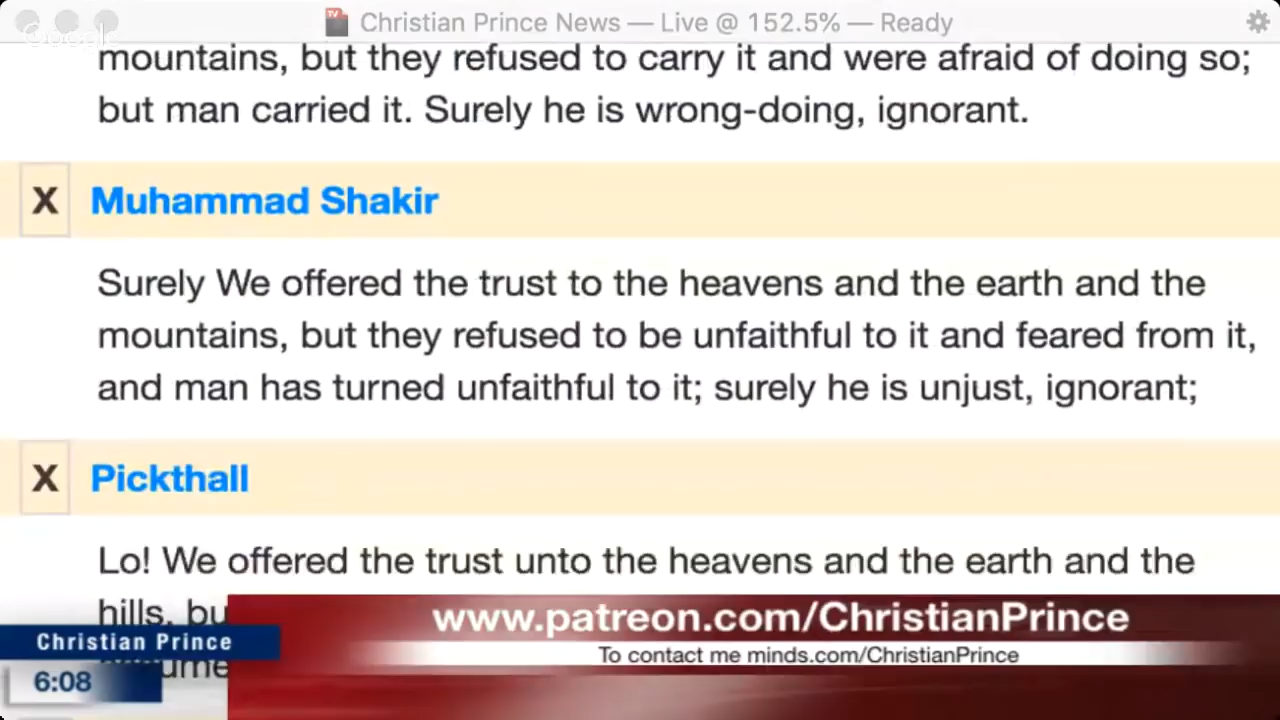 Christian Prince News — Live @ 152.5% — Ready
Google
mountains, but they refused to carry it and were afraid of doing so;
but man carried it. Surely he is wrong-doing, ignorant.
X Muhammad Shakir
Surely We offered the trust to the heavens and the earth and the
mountains, but they refused to be unfaithful to it and feared from it,
and man has turned unfaithful to it; surely he is unjust, ignorant;
X Pickthall
Lo! We offered the trust unto the heavens and the earth and the
hills,
www.patreon.com/ChristianPrince
Christian Prince
To contact me minds.com/ChristianPrince
6:08